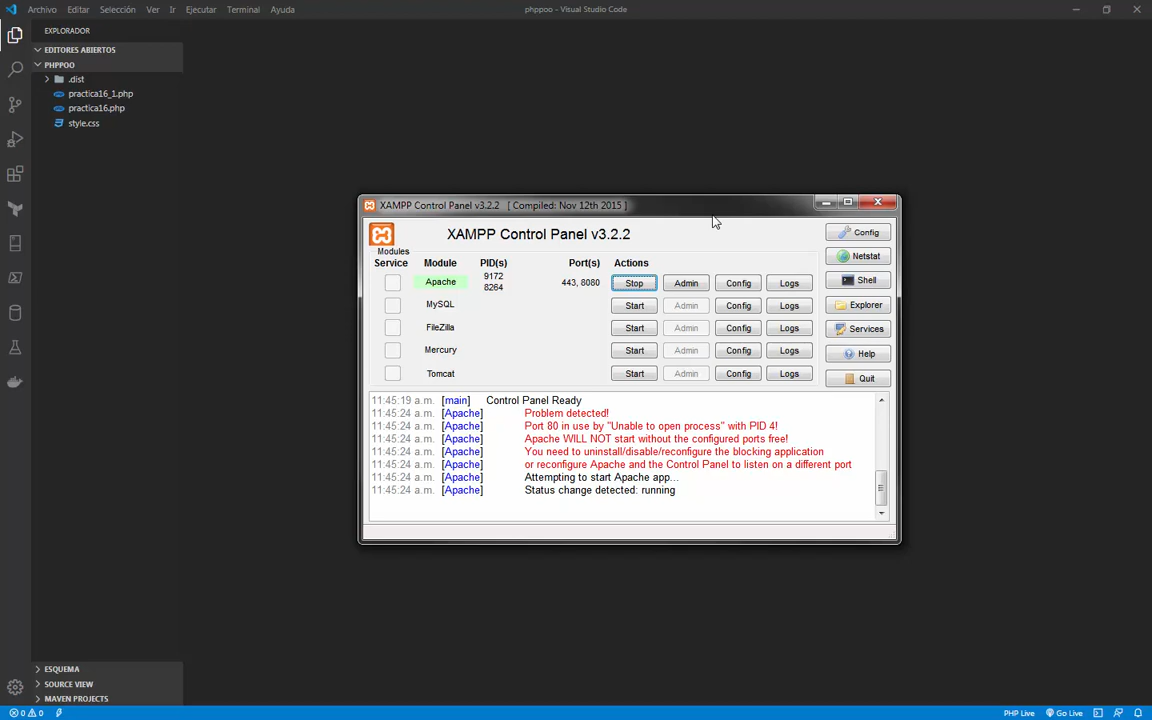 Archivo Editar Selección Ver Ir Ejecutar Terminal Ayuda
phppoo - Visual Studio Code
EXPLORADOR
EDITORES ABIERTOS
PHPPOO
.dist
practica16_1.php
practica16.php
style.css
XAMPP Control Panel v3.2.2 [ Compiled: Nov 12th 2015 ]
XAMPP Control Panel v3.2.2
Config
Modules
Service Module PID(s) Port(s) Actions
Netstat
Apache 9172 8264 443, 8080 Stop Admin Config Logs
Shell
MySQL Start Admin Config Logs
Explorer
FileZilla Start Admin Config Logs
Services
Mercury Start Admin Config Logs
Help
Tomcat Start Admin Config Logs
Quit
11:45:19 a.m. [main] Control Panel Ready
11:45:24 a.m. [Apache] Problem detected!
11:45:24 a.m. [Apache] Port 80 in use by "Unable to open process" with PID 4!
11:45:24 a.m. [Apache] Apache WILL NOT start without the configured ports free!
11:45:24 a.m. [Apache] You need to uninstall/disable/reconfigure the blocking application
11:45:24 a.m. [Apache] or reconfigure Apache and the Control Panel to listen on a different port
11:45:24 a.m. [Apache] Attempting to start Apache app...
11:45:24 a.m. [Apache] Status change detected: running
ESQUEMA
SOURCE VIEW
MAVEN PROJECTS
0 0
PHP Live Go Live